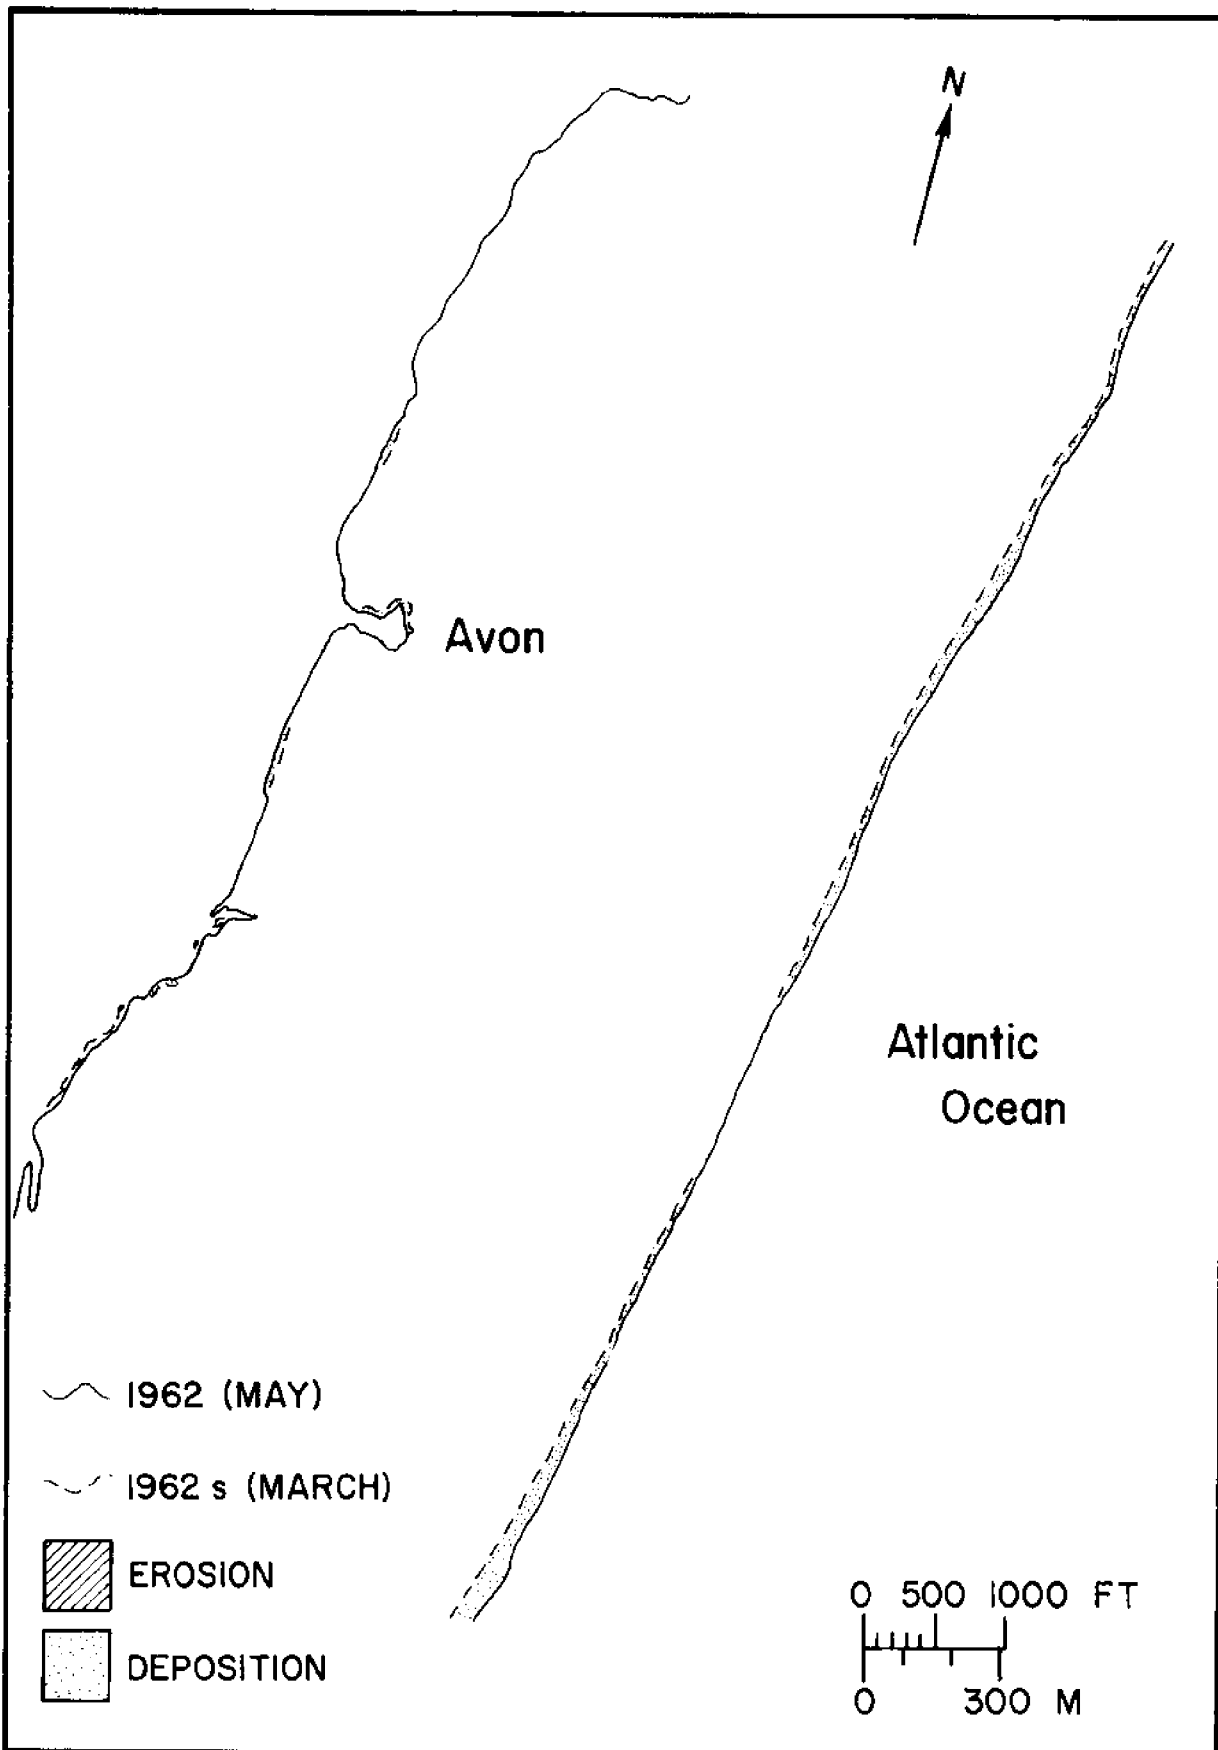 N
Avon
Atlantic
Ocean
1962 (MAY)
1962 s (MARCH)
EROSION
DEPOSITION
0 500 1000 FT
0 300 M